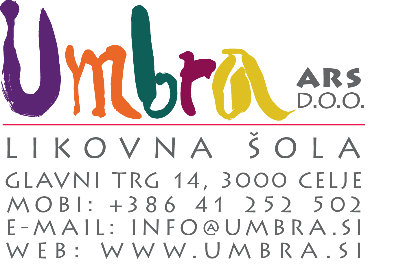 Umbra ARS D.O.O.
LIKOVNA ŠOLA
GLAVNI TRG 14, 3000 CELJE
MOBI: +386 41 252 502
E-MAIL: INFO@UMBRA.SI
WEB: WWW.UMBRA.SI